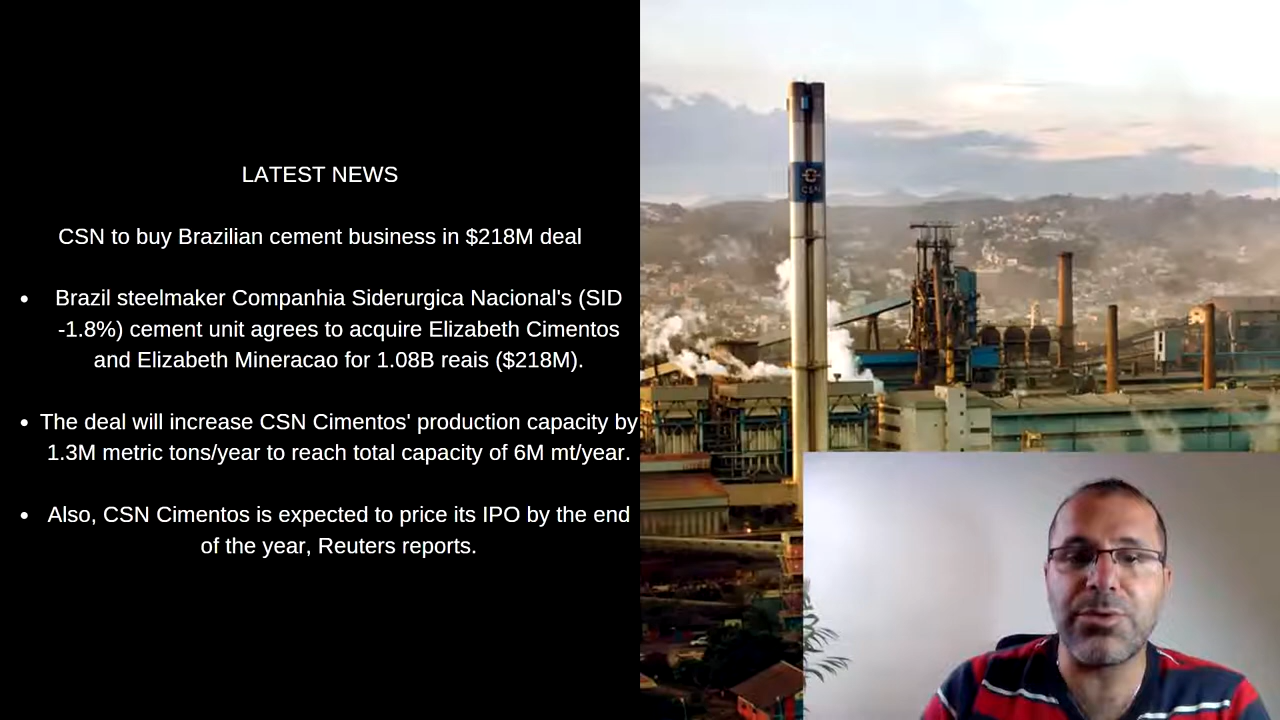 LATEST NEWS
CSN to buy Brazilian cement business in $218M deal
• Brazil steelmaker Companhia Siderurgica Nacional's (SID
-1.8%) cement unit agrees to acquire Elizabeth Cimentos
and Elizabeth Mineracao for 1.08B reais ($218M).
• The deal will increase CSN Cimentos' production capacity by
1.3M metric tons/year to reach total capacity of 6M mt/year.
• Also, CSN Cimentos is expected to price its IPO by the end
of the year, Reuters reports.
CSN